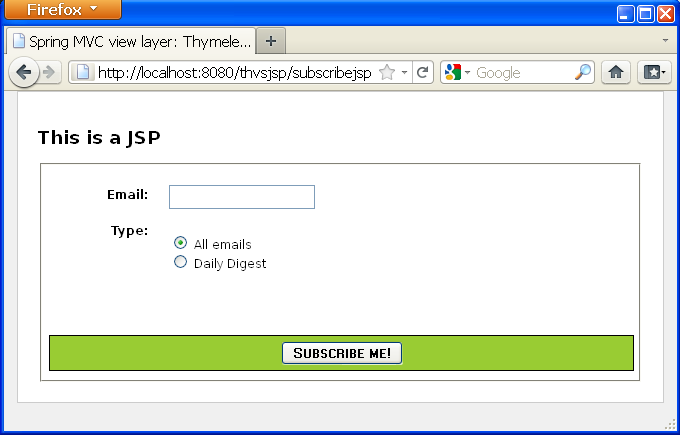 Firefox
Spring MVC view layer: Thymele...
http://localhost:8080/thvsjsp/subscribejsp
Google
This is a JSP
Email:
Type:
All emails
Daily Digest
SUBSCRIBE ME!